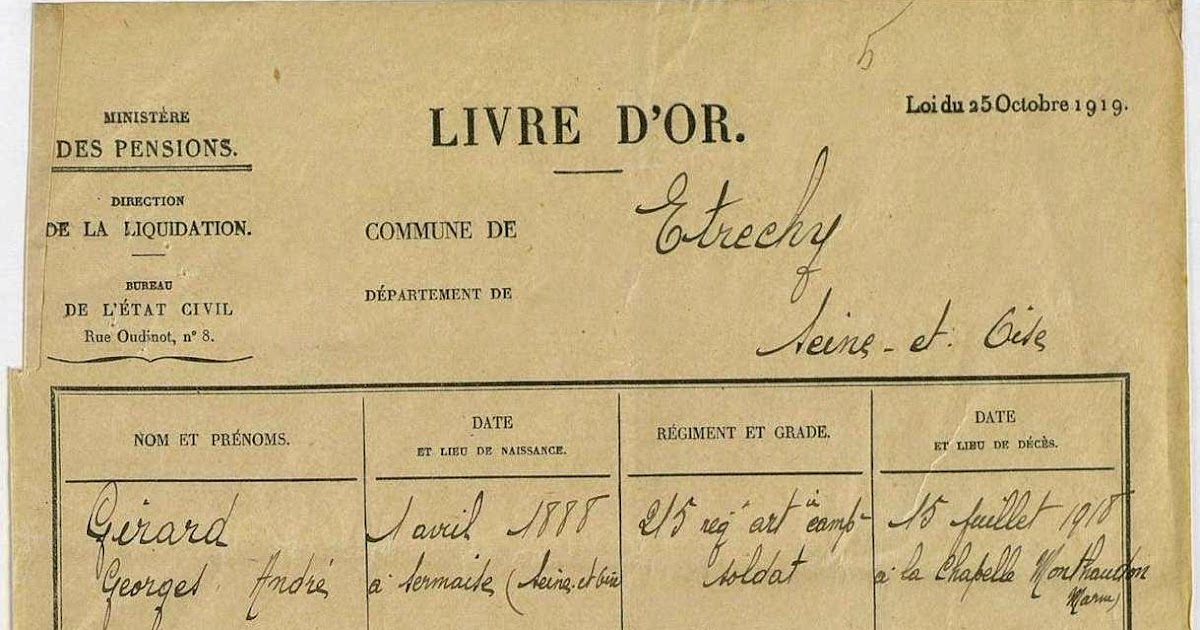 5
MINISTÈRE
DES PENSIONS.
LIVRE D'OR.
Loi du 25 Octobre 1919.
DIRECTION
DE LA LIQUIDATION.
COMMUNE DE Etrechy
BUREAU
DE L'ÉTAT CIVIL
Rue Oudinot, n° 8.
DÉPARTEMENT DE
Seine-et-Oise
NOM ET PRÉNOMS.
DATE
ET LIEU DE NAISSANCE.
RÉGIMENT ET GRADE.
DATE
ET LIEU DE DÉCÈS.
Gérard
Georges André
1 avril 1888
à Sermaise (Seine et Oise
215 reg art camp
soldat
15 juillet 1918
à la Chapelle Monthaudon
Marne)